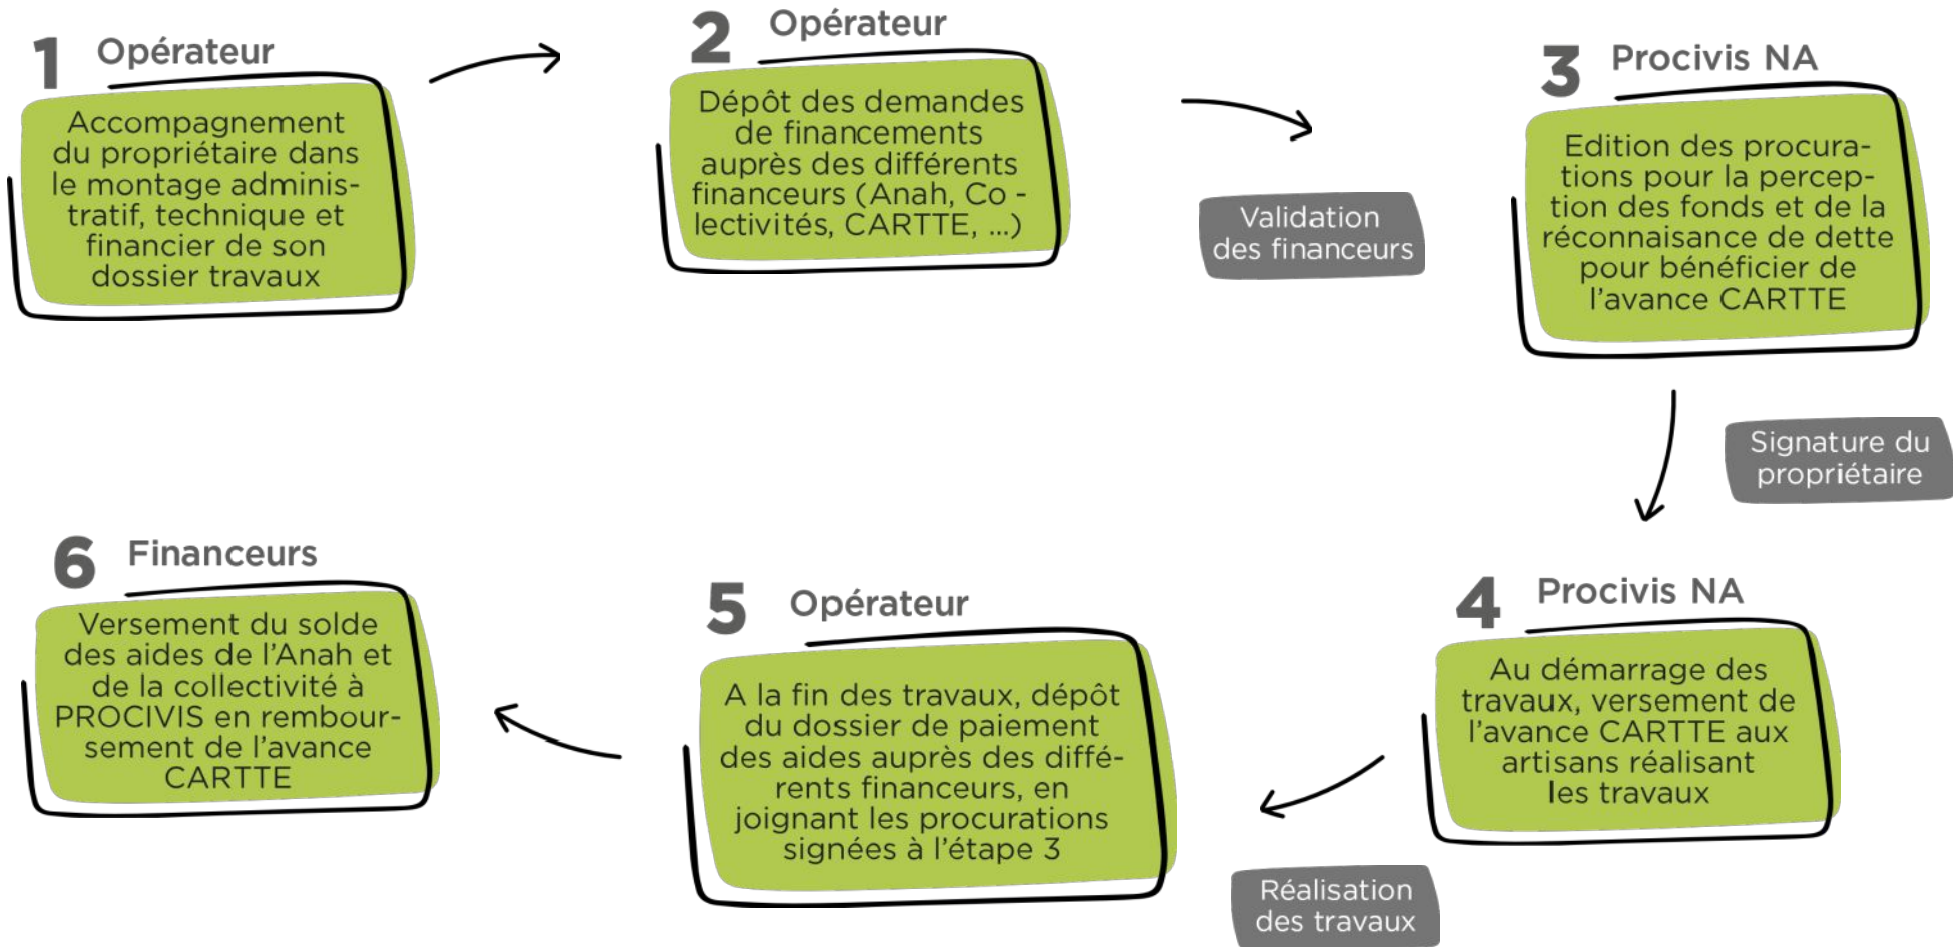 1 Opérateur
Accompagnement
du propriétaire dans
le montage adminis-
tratif, technique et
financier de son
dossier travaux
2 Opérateur
Dépôt des demandes
de financements
auprès des différents
financeurs (Anah, Co -
lectivités, CARTTE, ...)
Validation
des financeurs
3 Procivis NA
Edition des procura-
tions pour la percep-
tion des fonds et de la
réconnaisance de dette
pour bénéficier de
l'avance CARTTE
Signature du
propriétaire
4 Procivis NA
Au démarrage des
travaux, versement de
l'avance CARTTE aux
artisans réalisant
les travaux
Réalisation
des travaux
5 Opérateur
A la fin des travaux, dépôt
du dossier de paiement
des aides auprès des diffé-
rents financeurs, en
joignant les procurations
signées à l'étape 3
6 Financeurs
Versement du solde
des aides de l'Anah et
de la collectivité à
PROCIVIS en rembour-
sement de l'avance
CARTTE